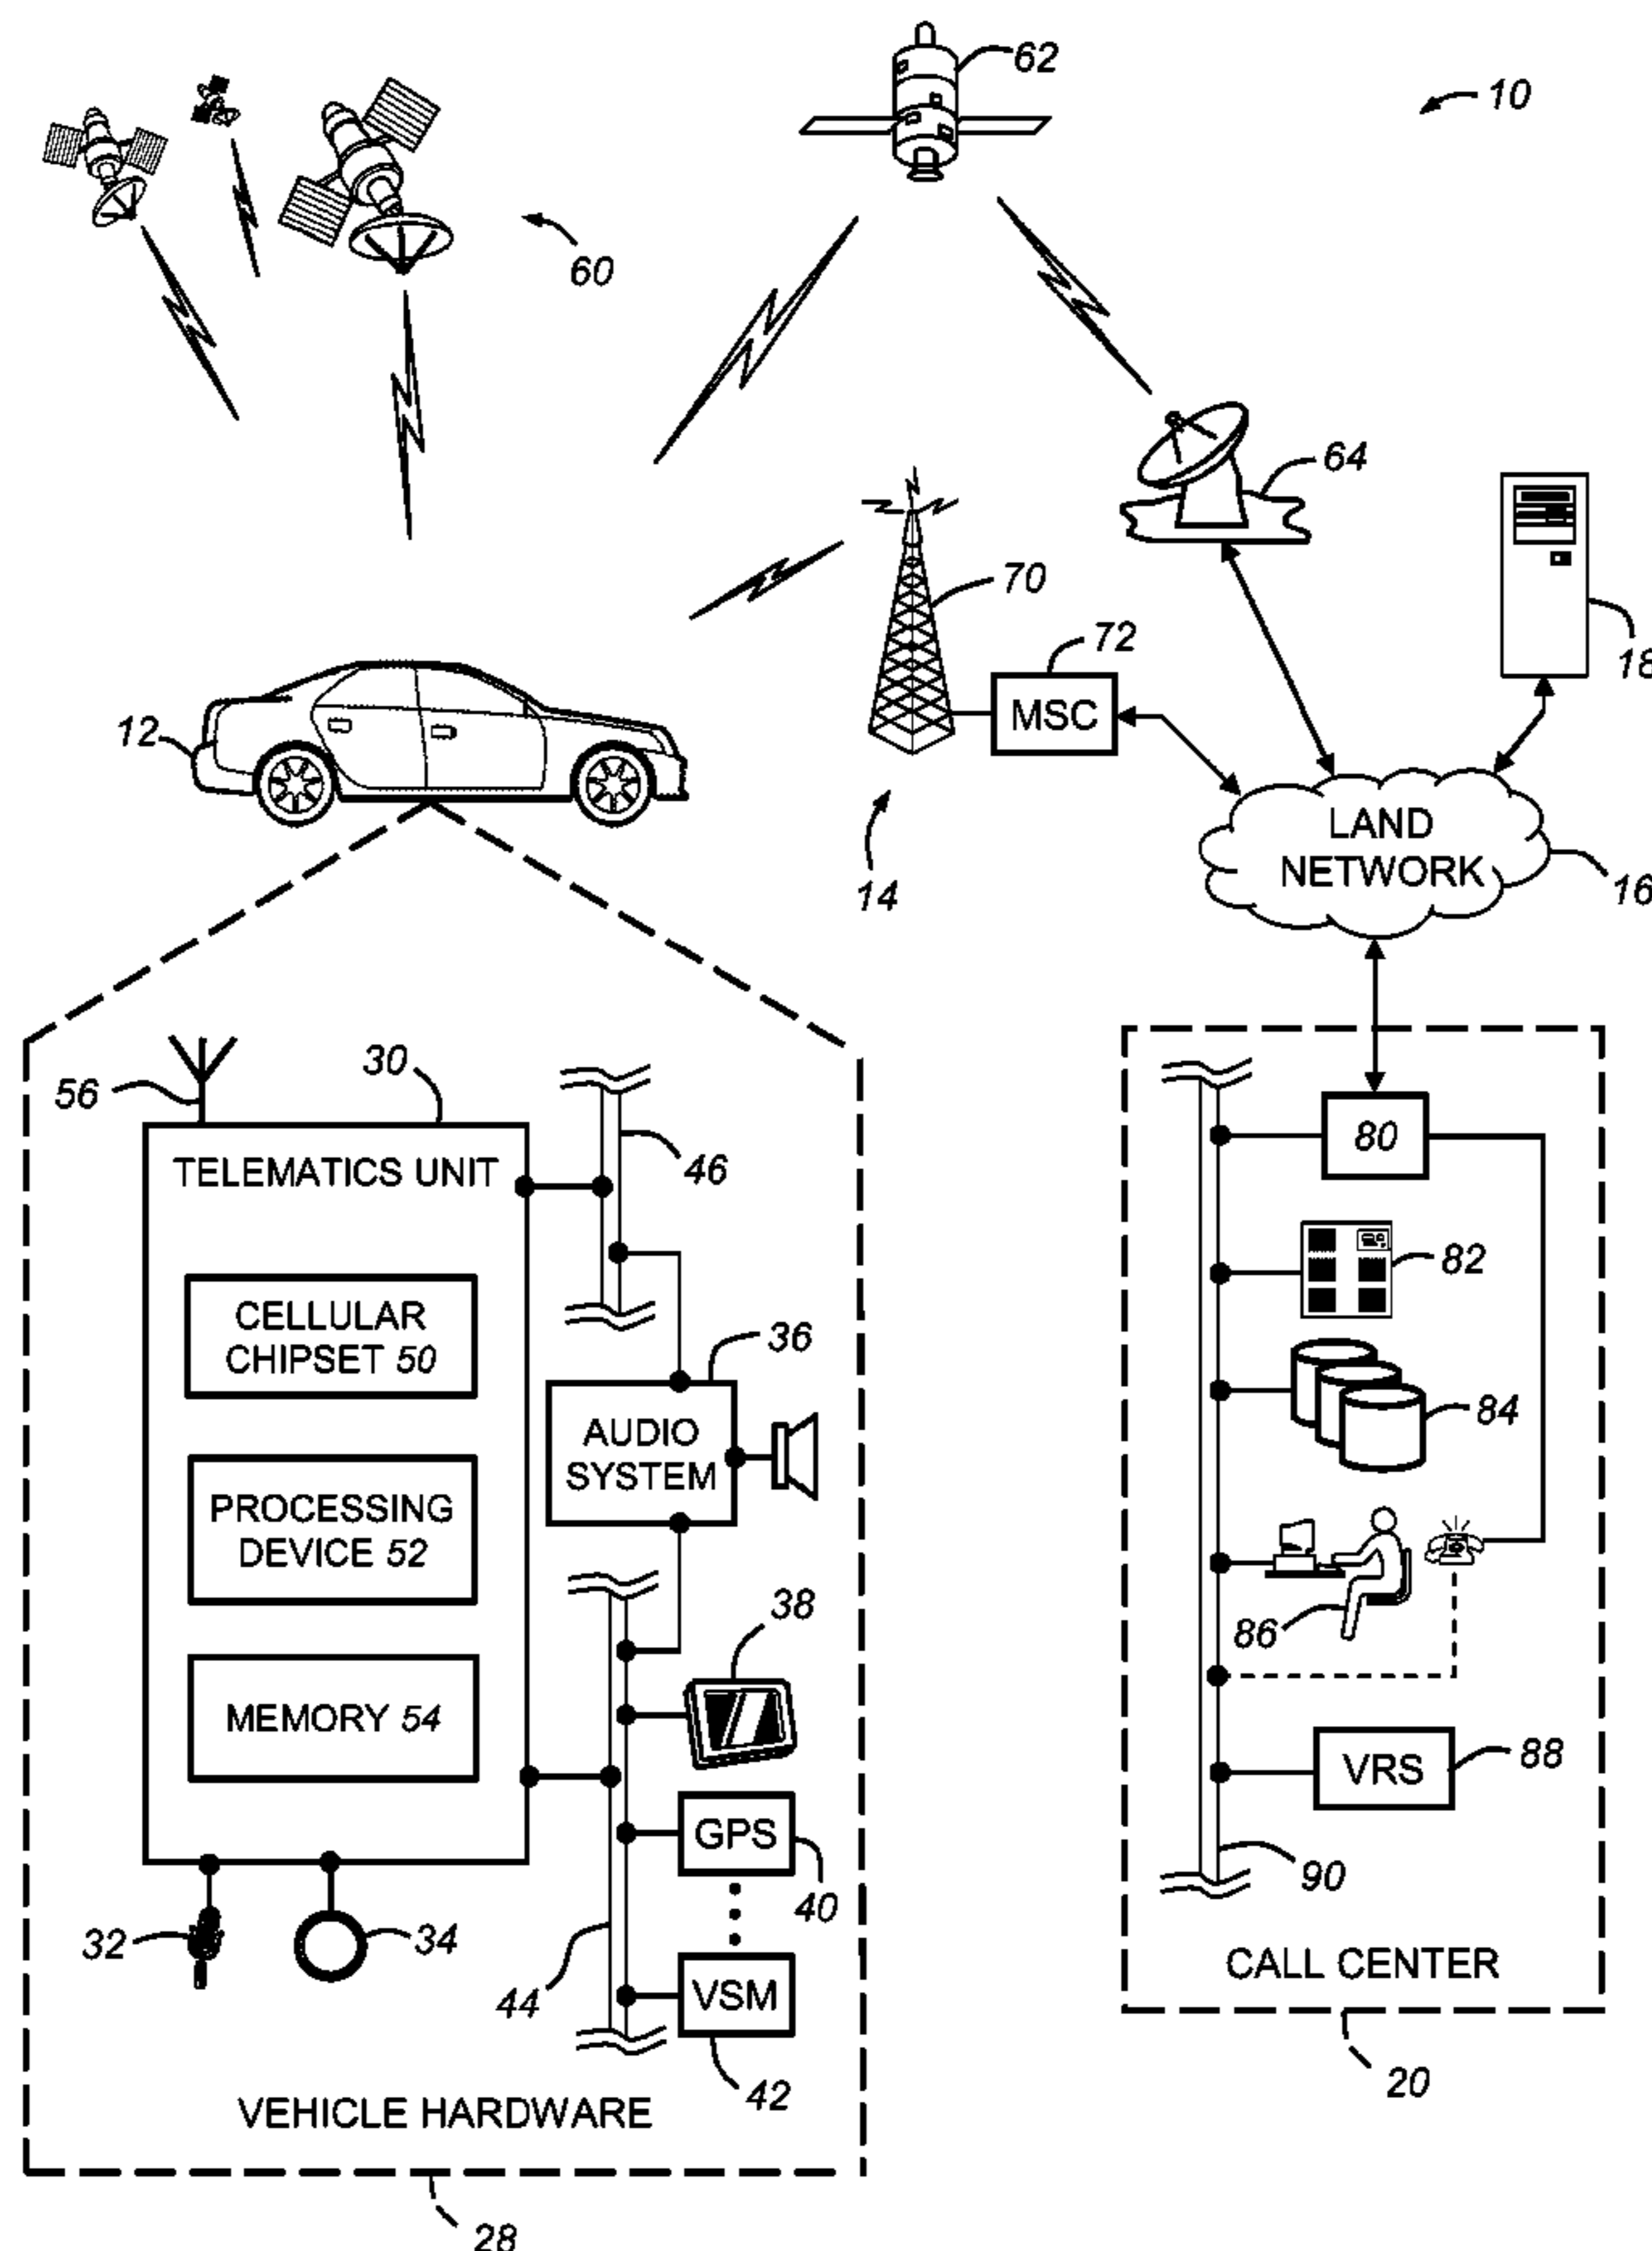 62
10
60
64
70
72
18
MSC
12
LAND
NETWORK
14
16
56
30
46
80
TELEMATICS UNIT
82
CELLULAR
CHIPSET 50
36
84
AUDIO
SYSTEM
PROCESSING
DEVICE 52
38
86
MEMORY 54
VRS
88
GPS
40
90
32
34
44
VSM
CALL CENTER
42
20
VEHICLE HARDWARE
28